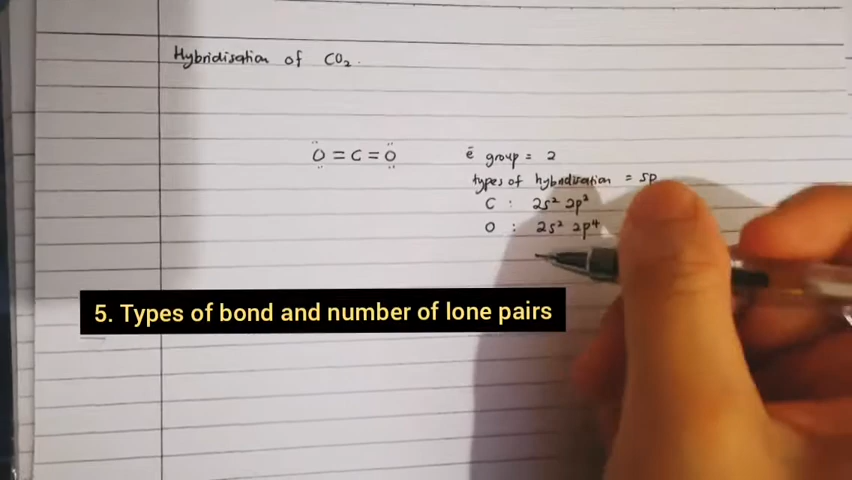 Hybridisation of CO₂.
O = C = O
ē group = 2
types of hybridisation = sp
C : 2s² 2p²
O : 2s² 2p⁴
5. Types of bond and number of lone pairs